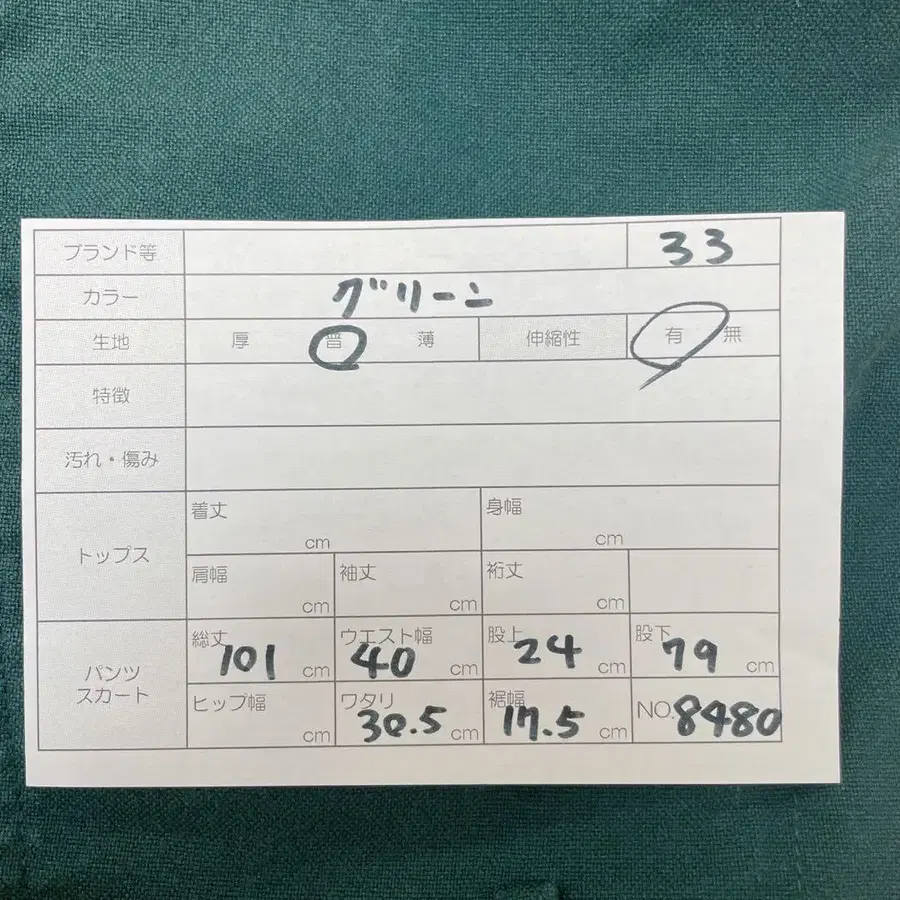 ブランド等 33
カラー グリーン
生地 厚 普 薄 伸縮性 有 無
特徴
汚れ・傷み
トップス 着丈 cm 身幅 cm
肩幅 cm 袖丈 cm 裄丈 cm
パンツ スカート 総丈 101 cm ウエスト幅 40 cm 股上 24 cm 股下 79 cm
ヒップ幅 cm ワタリ 30.5 cm 裾幅 17.5 cm NO. 8480